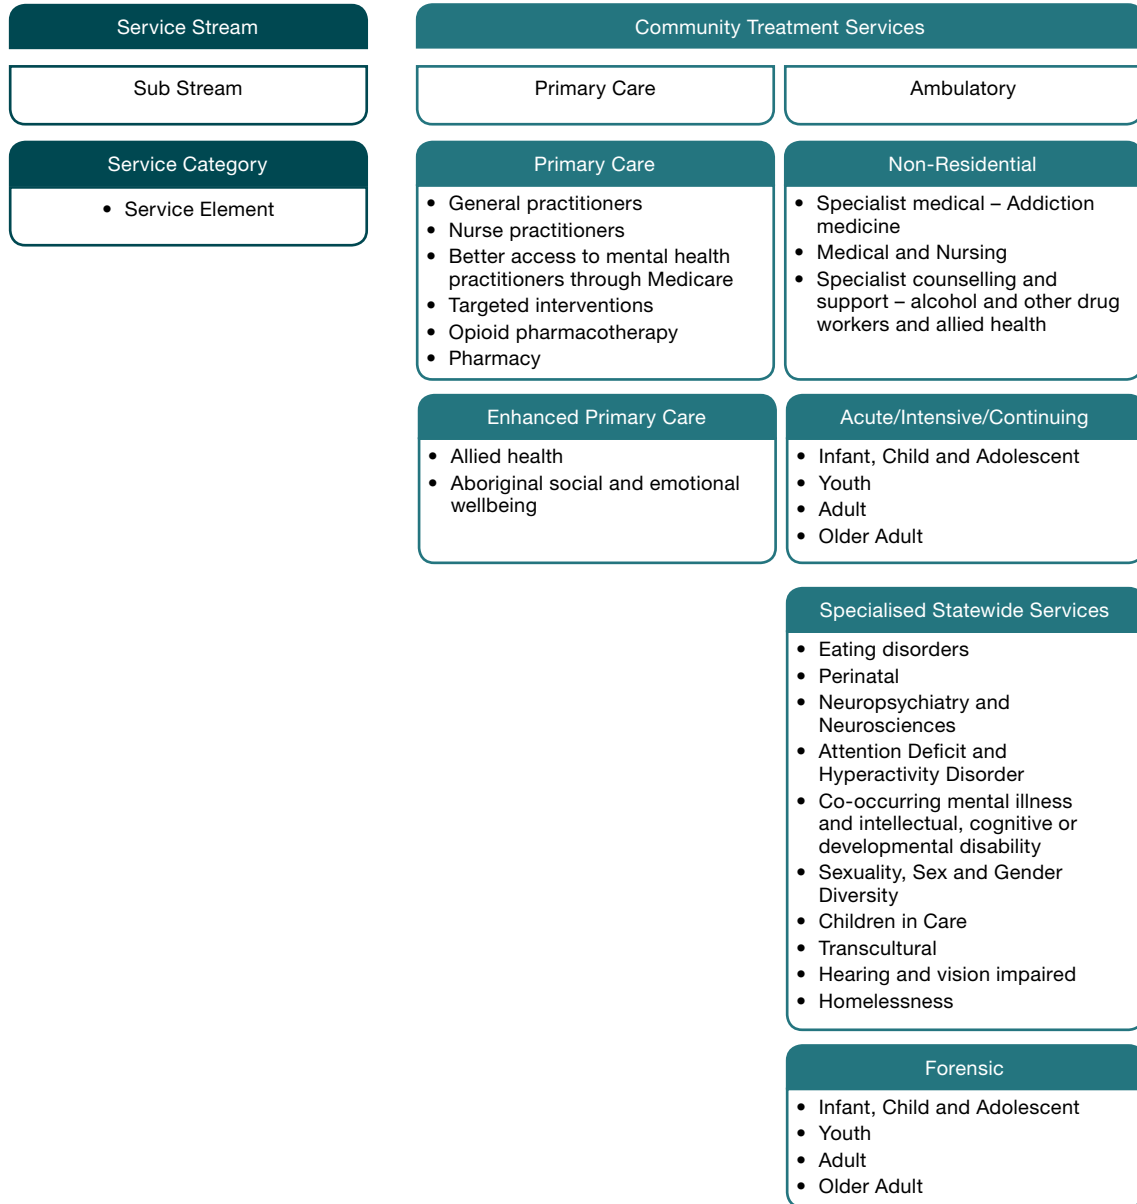 Service Stream
Sub Stream
Service Category
• Service Element
Community Treatment Services
Primary Care
Ambulatory
Primary Care
• General practitioners
• Nurse practitioners
• Better access to mental health
practitioners through Medicare
• Targeted interventions
• Opioid pharmacotherapy
• Pharmacy
Enhanced Primary Care
• Allied health
• Aboriginal social and emotional
wellbeing
Non-Residential
• Specialist medical – Addiction
medicine
• Medical and Nursing
• Specialist counselling and
support – alcohol and other drug
workers and allied health
Acute/Intensive/Continuing
• Infant, Child and Adolescent
• Youth
• Adult
• Older Adult
Specialised Statewide Services
• Eating disorders
• Perinatal
• Neuropsychiatry and
Neurosciences
• Attention Deficit and
Hyperactivity Disorder
• Co-occurring mental illness
and intellectual, cognitive or
developmental disability
• Sexuality, Sex and Gender
Diversity
• Children in Care
• Transcultural
• Hearing and vision impaired
• Homelessness
Forensic
• Infant, Child and Adolescent
• Youth
• Adult
• Older Adult